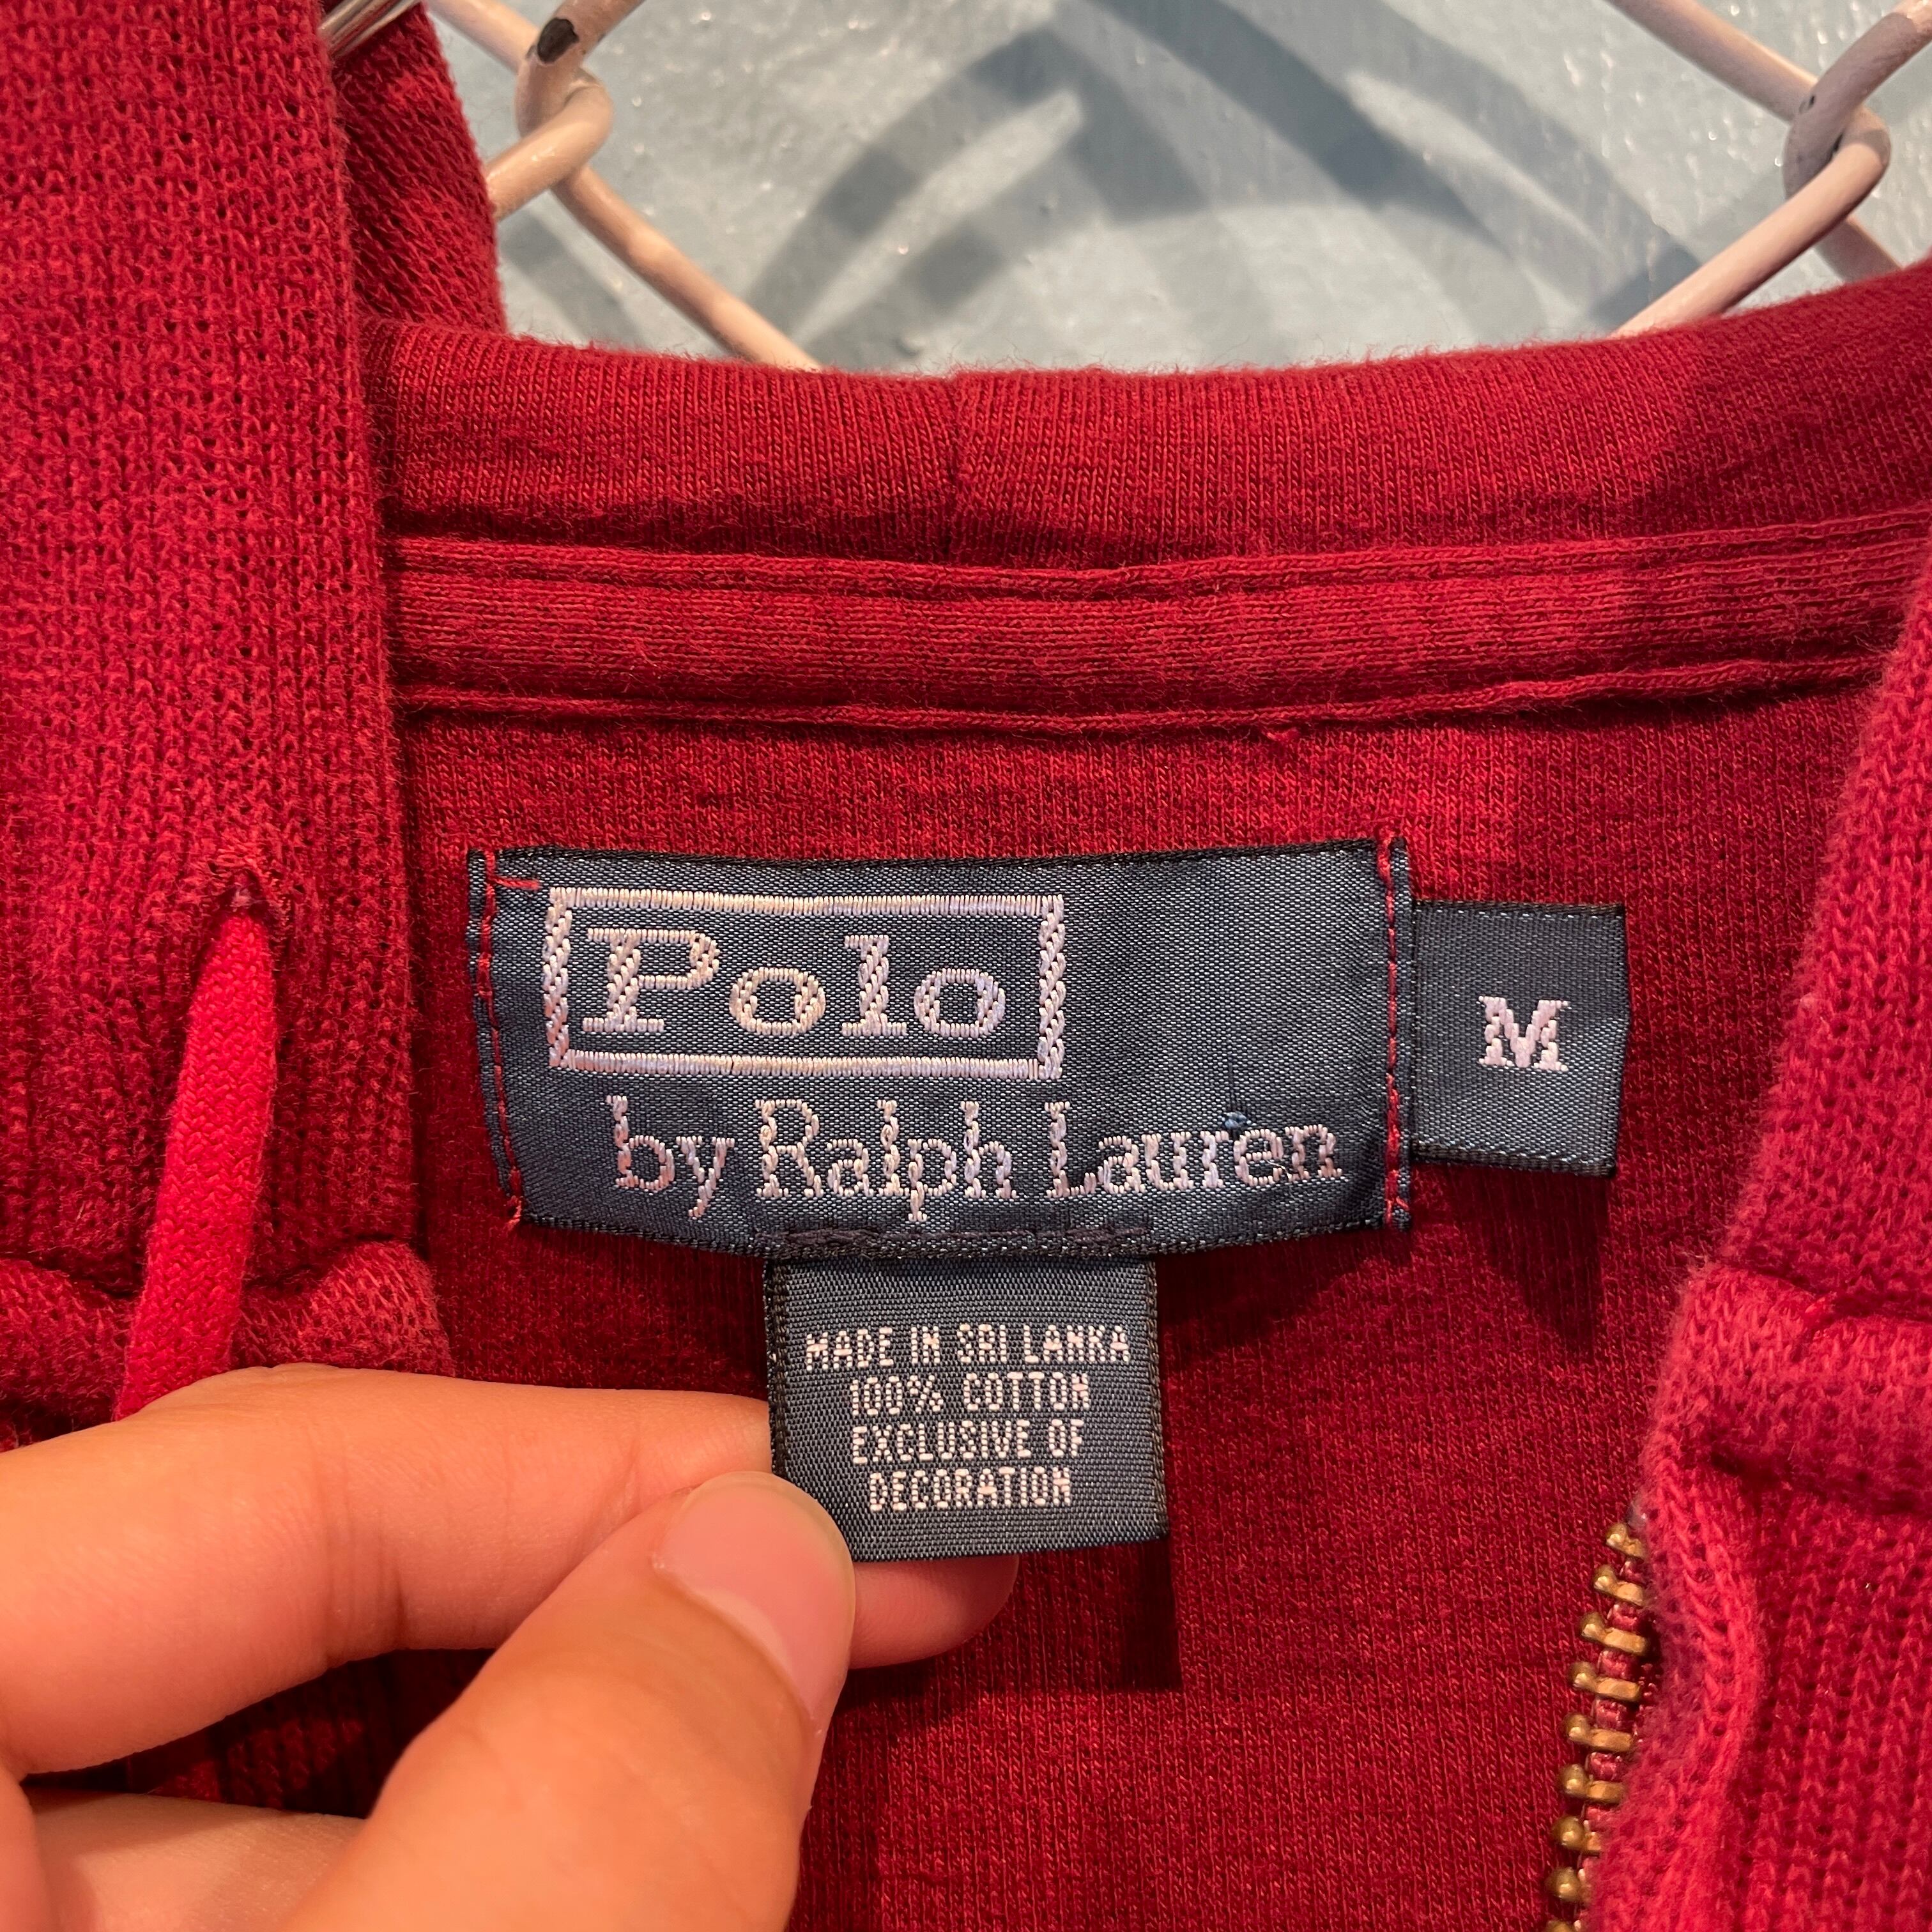 Polo
by Ralph Lauren
M
MADE IN SRI LANKA
100% COTTON
EXCLUSIVE OF
DECORATION